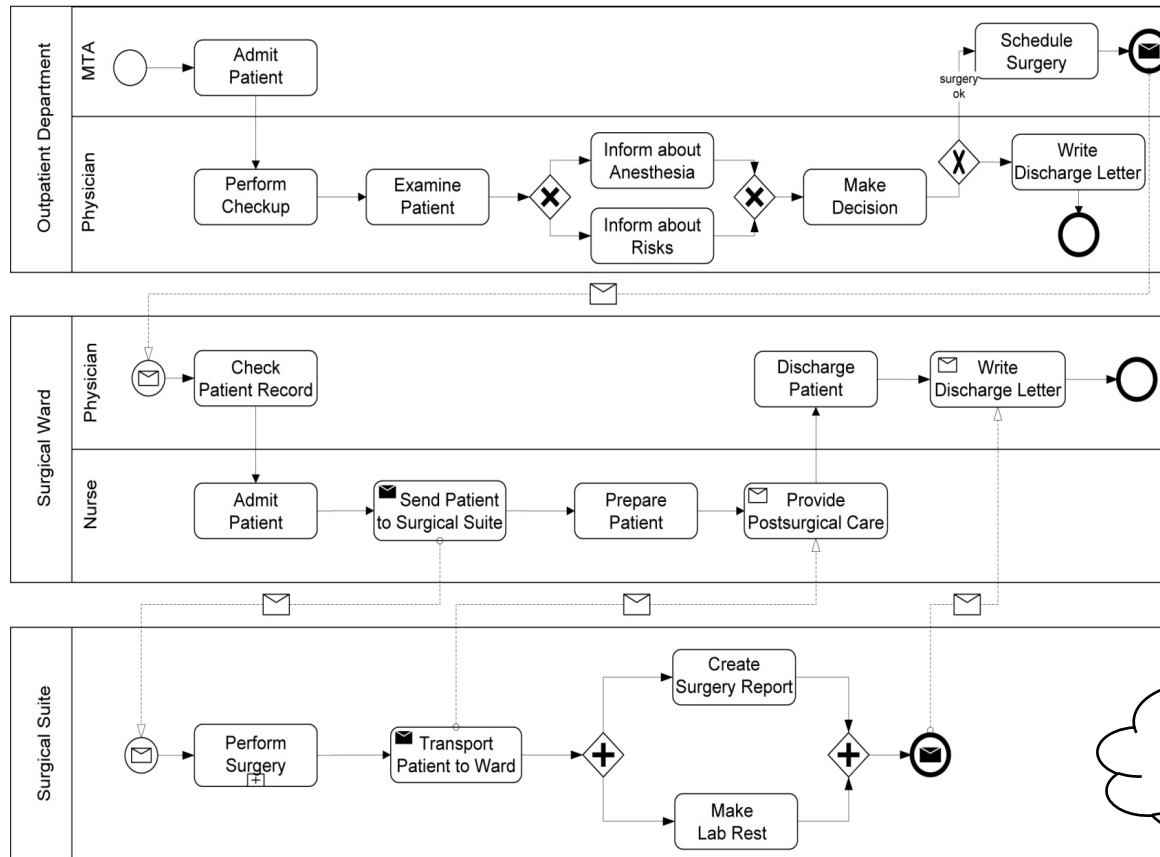 Outpatient Department
MTA
Admit
Patient
Schedule
Surgery
surgery
ok
Physician
Perform
Checkup
Examine
Patient
Inform about
Anesthesia
Inform about
Risks
Make
Decision
Write
Discharge Letter
Surgical Ward
Physician
Check
Patient Record
Discharge
Patient
Write
Discharge Letter
Nurse
Admit
Patient
Send Patient
to Surgical Suite
Prepare
Patient
Provide
Postsurgical Care
Surgical Suite
Perform
Surgery
Transport
Patient to Ward
Create
Surgery Report
Make
Lab Rest